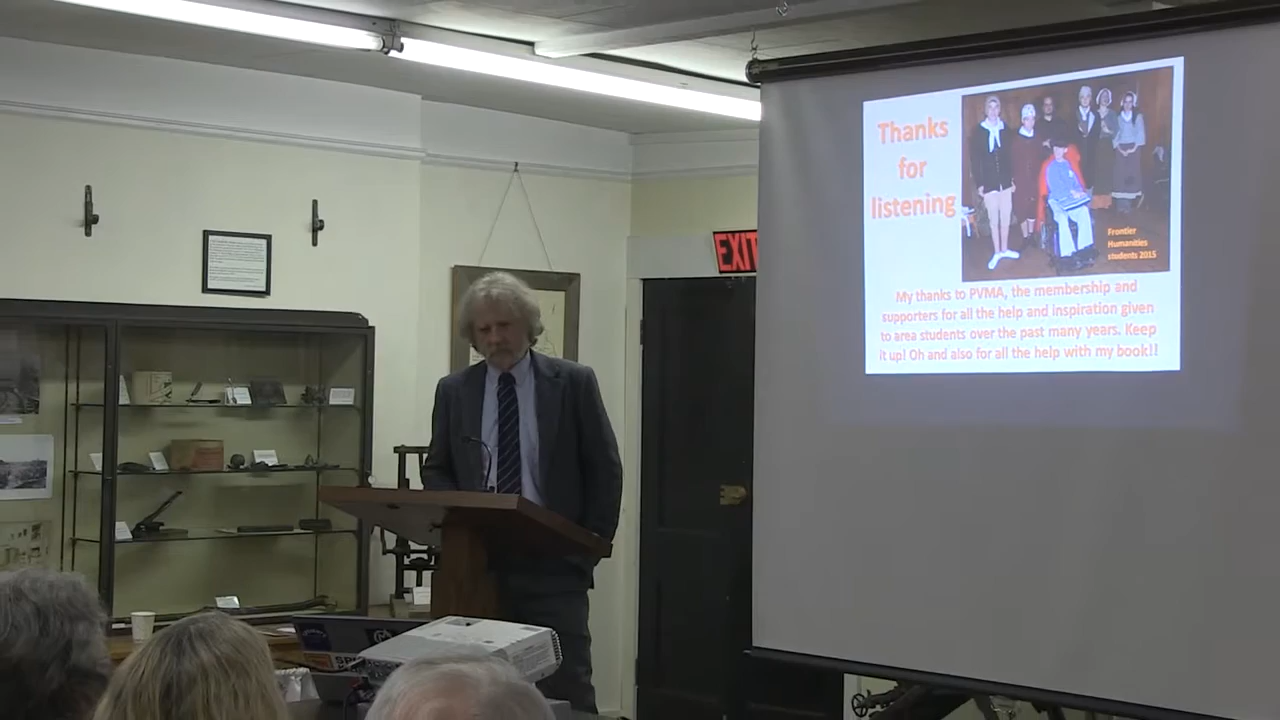 Thanks
for
listening
Frontier
Humanities
students 2015
My thanks to PVMA, the membership and
supporters for all the help and inspiration given
to area students over the past many years. Keep
it up! Oh and also for all the help with my book!!
EXIT